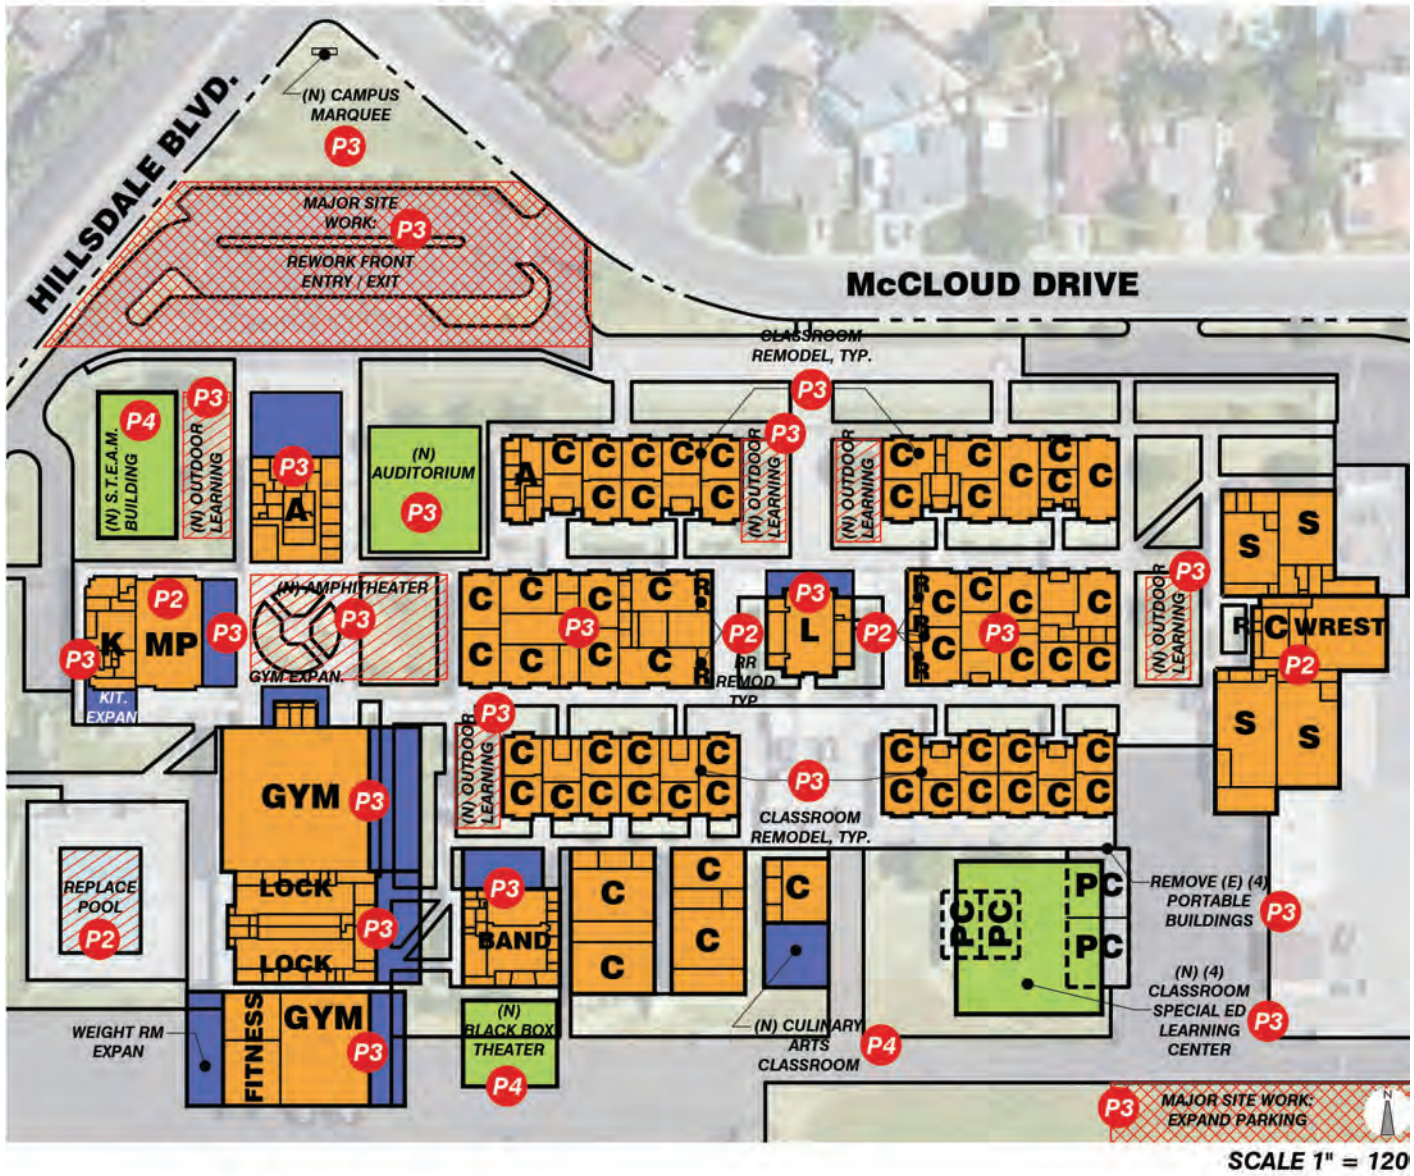 (N) CAMPUS
MARQUEE
P3
HILLSDALE BLVD.
MAJOR SITE
WORK:
P3
REWORK FRONT
ENTRY / EXIT
McCLOUD DRIVE
CLASSROOM
REMODEL, TYP.
P3
P4
(N) S.T.E.A.M.
BUILDING
P3
(N) OUTDOOR
LEARNING
P3
A
(N)
AUDITORIUM
P3
A
C C C C C
C C C
P3
(N) OUTDOOR
LEARNING
(N) OUTDOOR
LEARNING
C C C C C C
C C
S
S
P3
K
P2
MP
P3
KIT.
EXPAN
(N) AMPHITHEATER
P3
GYM EXPAN.
C C C C C
C C C C
P3
R
R
P2
RR
REMOD
TYP
P3
L
P2
R
R
R
R
C C C C C
C C C C
P3
P3
(N) OUTDOOR
LEARNING
R
C WREST
P2
S
S
S
P3
(N) OUTDOOR
LEARNING
C C C C C
C C C C C C
P3
CLASSROOM
REMODEL, TYP.
C C C C C
C C C C C C
GYM
P3
REPLACE
POOL
P2
LOCK
P3
LOCK
P3
BAND
C
C
C
C
C
PC
PC
PC
PC
REMOVE (E) (4)
PORTABLE
BUILDINGS
P3
(N) (4)
CLASSROOM
SPECIAL ED
LEARNING
CENTER
P3
WEIGHT RM
EXPAN
FITNESS
GYM
P3
(N)
BLACK BOX
THEATER
P4
(N) CULINARY
ARTS
CLASSROOM
P4
P3
MAJOR SITE WORK:
EXPAND PARKING
N
SCALE 1" = 120